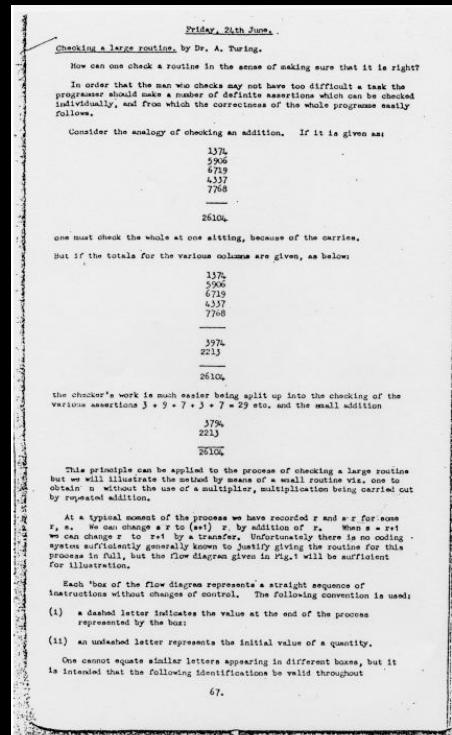 Friday, 24th June.
Checking a large routine. by Dr. A. Turing.
How can one check a routine in the sense of making sure that it is right?
In order that the man who checks may not have too difficult a task the
programmer should make a number of definite assertions which can be checked
individually, and from which the correctness of the whole programme easily
follows.
Consider the analogy of checking an addition. If it is given as:
1374
5906
6719
4337
7768
26104
one must check the whole at one sitting, because of the carries.
But if the totals for the various columns are given, as below:
1374
5906
6719
4337
7768
3974
2213
26104
the checker's work is much easier being split up into the checking of the
various assertions 3 + 9 + 7 + 3 + 7 = 29 etc. and the small addition
3794
2213
26104
This principle can be applied to the process of checking a large routine
but we will illustrate the method by means of a small routine viz. one to
obtain n without the use of a multiplier, multiplication being carried out
by repeated addition.
At a typical moment of the process we have recorded r and s r for some
r, s. We can change s r to (s+1) r by addition of r. When s = r+1
we can change r to r+1 by a transfer. Unfortunately there is no coding
system sufficiently generally known to justify giving the routine for this
process in full, but the flow diagram given in Fig.1 will be sufficient
for illustration.
Each 'box of the flow diagram represents a straight sequence of
instructions without changes of control. The following convention is used:
(i) a dashed letter indicates the value at the end of the process
represented by the box:
(ii) an undashed letter represents the initial value of a quantity.
One cannot equate similar letters appearing in different boxes, but it
is intended that the following identifications be valid throughout
67.